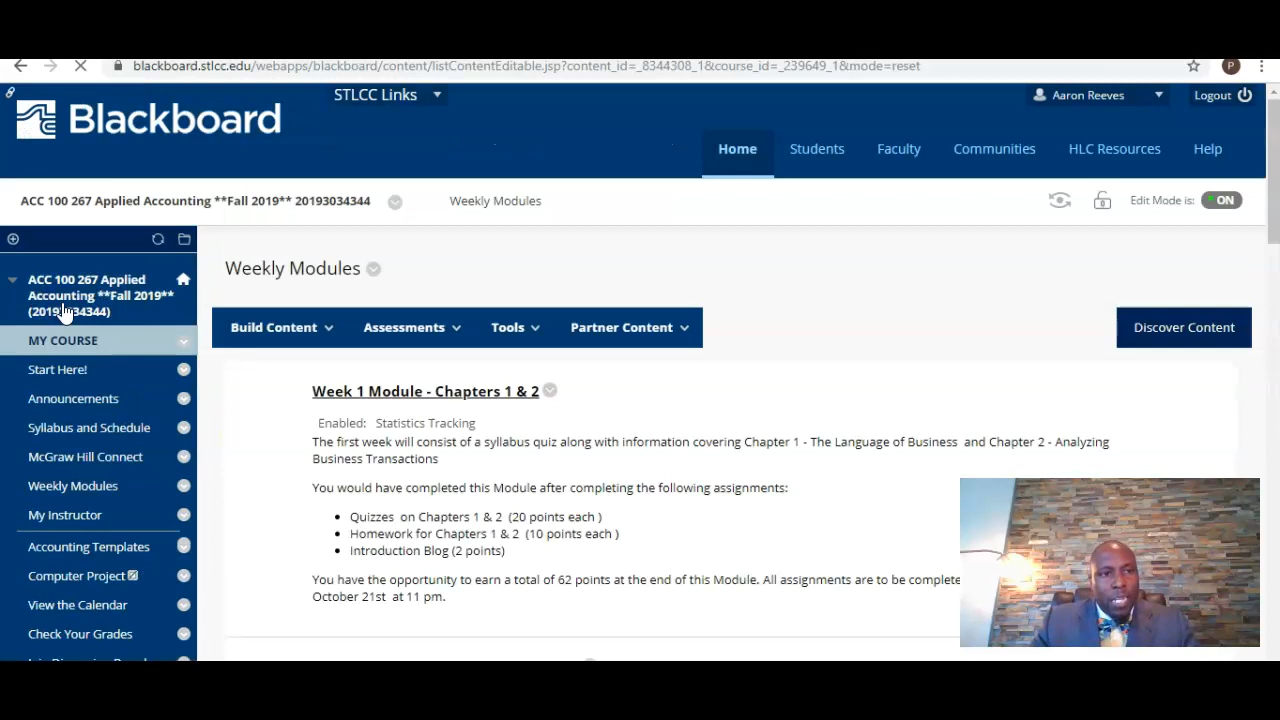 blackboard.stlcc.edu/webapps/blackboard/content/listContentEditable.jsp?content_id=_8344308_1&course_id=_239649_1&mode=reset
P
STLCC Links
Aaron Reeves
Logout
Blackboard
Home
Students
Faculty
Communities
HLC Resources
Help
ACC 100 267 Applied Accounting **Fall 2019** 20193034344
Weekly Modules
Edit Mode is:
ON
ACC 100 267 Applied
Accounting **Fall 2019**
(20193034344)
MY COURSE
Start Here!
Announcements
Syllabus and Schedule
McGraw Hill Connect
Weekly Modules
My Instructor
Accounting Templates
Computer Project
View the Calendar
Check Your Grades
Weekly Modules
Build Content
Assessments
Tools
Partner Content
Discover Content
Week 1 Module - Chapters 1 & 2
Enabled: Statistics Tracking
The first week will consist of a syllabus quiz along with information covering Chapter 1 - The Language of Business and Chapter 2 - Analyzing
Business Transactions
You would have completed this Module after completing the following assignments:
• Quizzes on Chapters 1 & 2 (20 points each )
• Homework for Chapters 1 & 2 (10 points each )
• Introduction Blog (2 points)
You have the opportunity to earn a total of 62 points at the end of this Module. All assignments are to be complete
October 21st at 11 pm.